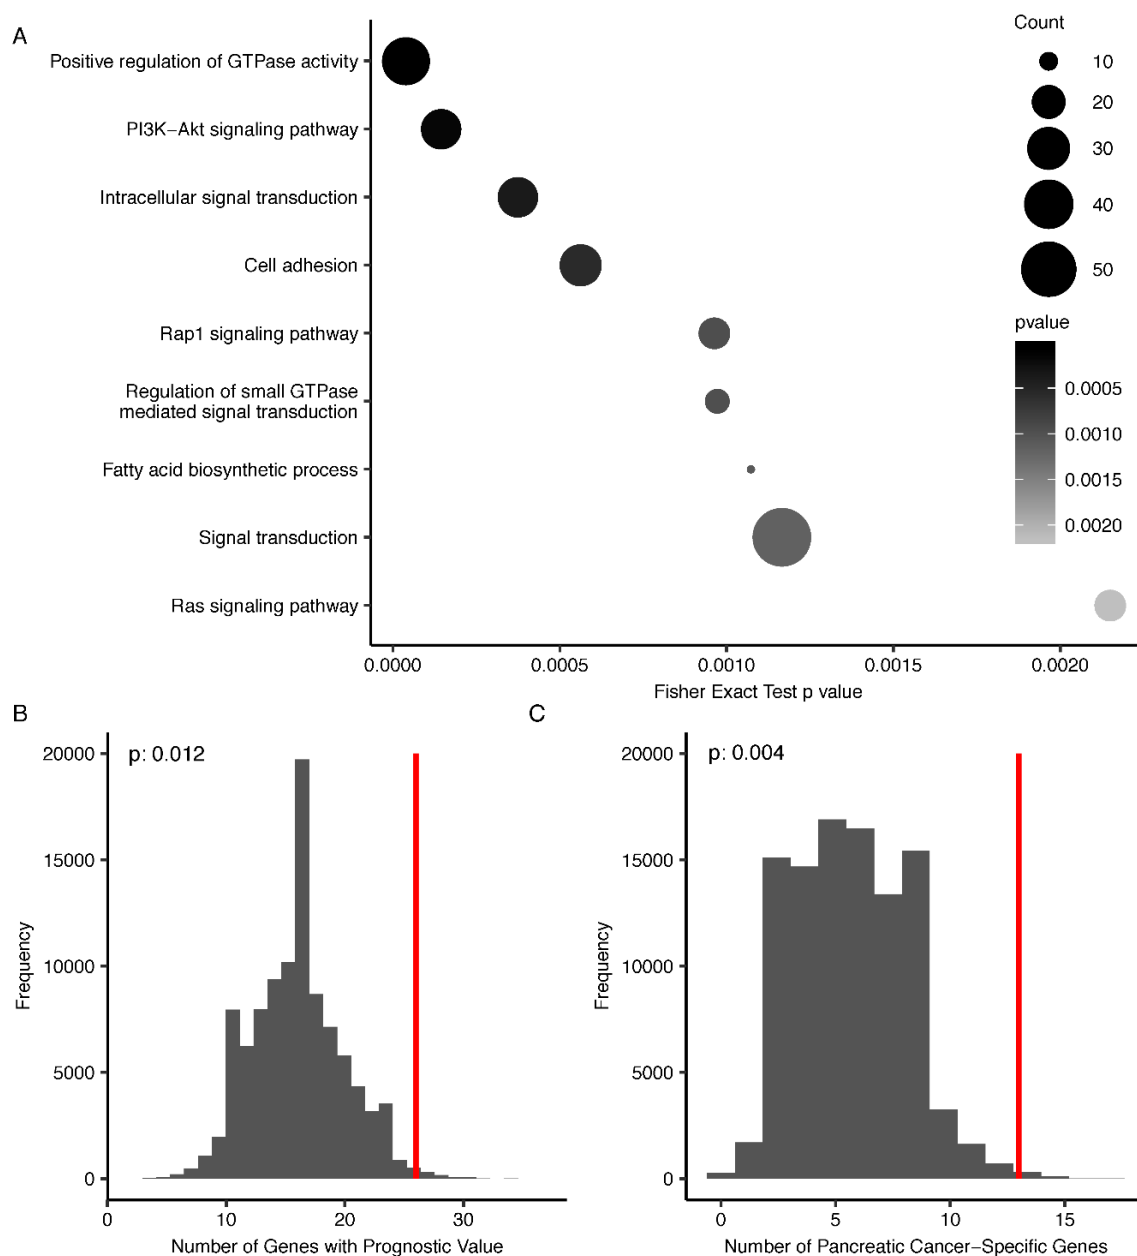 A
Positive regulation of GTPase activity
PI3K−Akt signaling pathway
Intracellular signal transduction
Cell adhesion
Rap1 signaling pathway
Regulation of small GTPase
mediated signal transduction
Fatty acid biosynthetic process
Signal transduction
Ras signaling pathway
0.0000
0.0005
0.0010
0.0015
0.0020
Fisher Exact Test p value
Count
10
20
30
40
50
pvalue
0.0005
0.0010
0.0015
0.0020
B
p: 0.012
20000
15000
10000
5000
0
Frequency
0
10
20
30
Number of Genes with Prognostic Value
C
p: 0.004
20000
15000
10000
5000
0
Frequency
0
5
10
15
Number of Pancreatic Cancer−Specific Genes